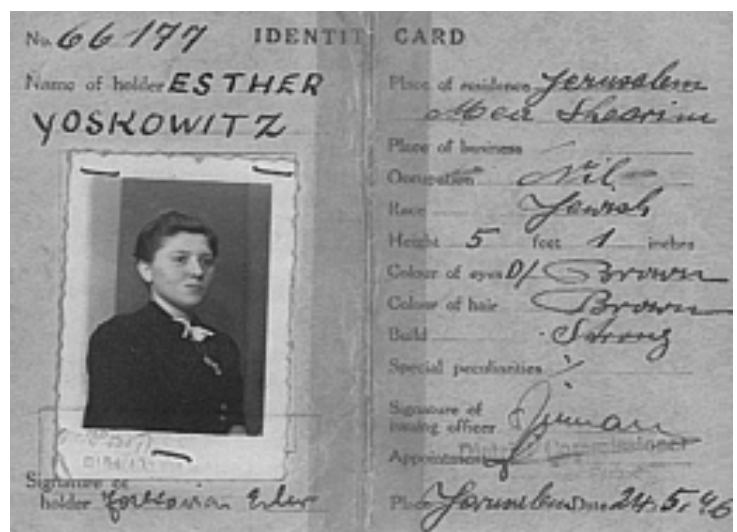 No. 66177 IDENTITY CARD
Name of holder ESTHER
YOSKOWITZ
Signature of
holder
Place of residence Jerusalem
Mea Shearim
Place of business /
Occupation Nil
Race Jewish
Height 5 feet 1 inches
Colour of eyes D/ Brown
Colour of hair Brown
Build Strong
Special peculiarities /
Signature of
issuing officer
Appointment District Commissioner
Place Jerusalem Date 24.5.46